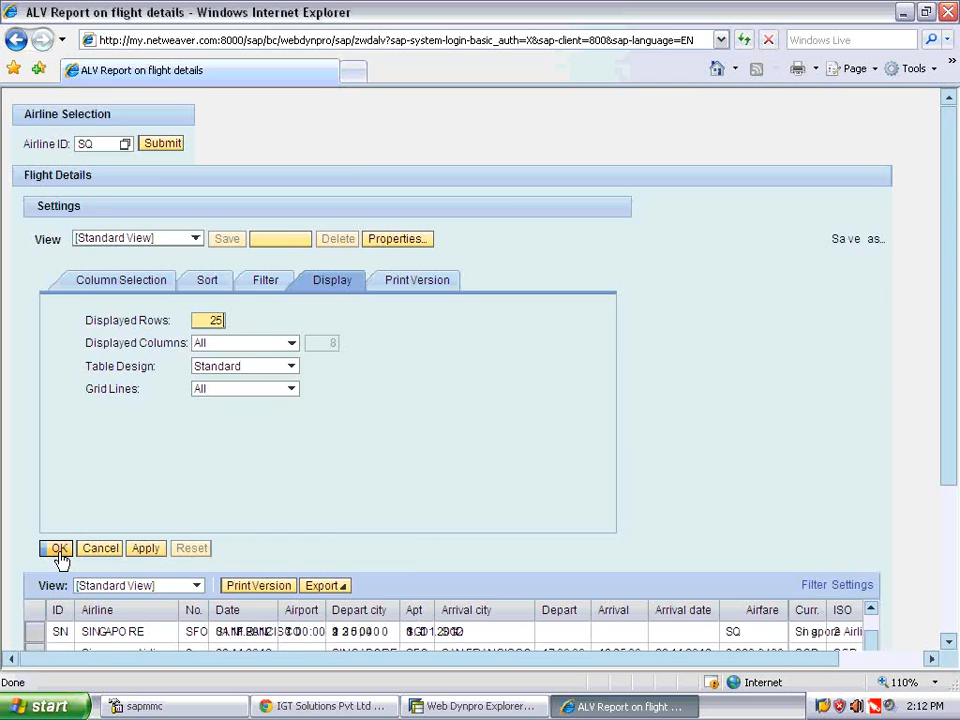 ALV Report on flight details - Windows Internet Explorer
http://my.netweaver.com:8000/sap/bc/webdynpro/sap/zwdalv?sap-system-login-basic_auth=X&sap-client=800&sap-language=EN
Windows Live
ALV Report on flight details
Page
Tools
Airline Selection
Airline ID: SQ Submit
Flight Details
Settings
View [Standard View] Save Delete Properties... Save as...
Column Selection Sort Filter Display Print Version
Displayed Rows: 25
Displayed Columns: All 8
Table Design: Standard
Grid Lines: All
OK Cancel Apply Reset
View: [Standard View] Print Version Export Filter Settings
ID Airline No. Date Airport Depart city Apt Arrival city Depart Arrival Arrival date Airfare Curr. ISO
SN SINGAPORE SFO SQ
Done Internet 110%
start sapmmc IGT Solutions Pvt Ltd ... Web Dynpro Explorer... ALV Report on flight ... 2:12 PM